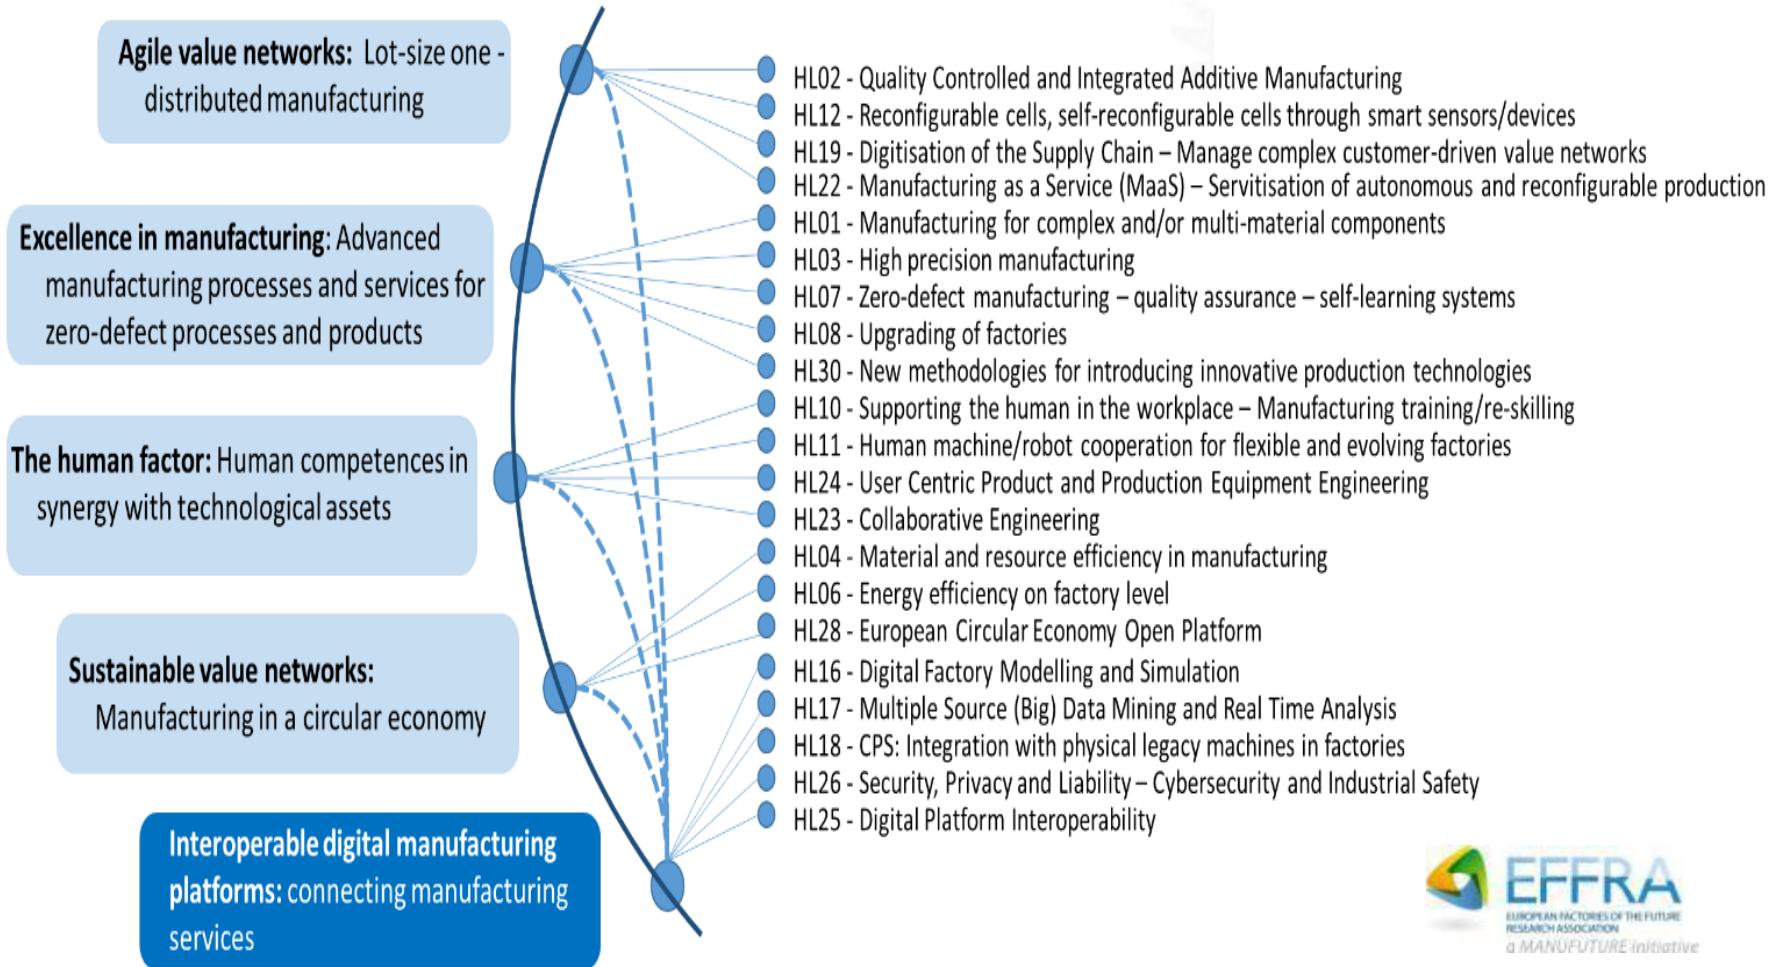 Agile value networks: Lot-size one -
distributed manufacturing
Excellence in manufacturing: Advanced
manufacturing processes and services for
zero-defect processes and products
The human factor: Human competences in
synergy with technological assets
Sustainable value networks:
Manufacturing in a circular economy
Interoperable digital manufacturing
platforms: connecting manufacturing
services
HL02 - Quality Controlled and Integrated Additive Manufacturing
HL12 - Reconfigurable cells, self-reconfigurable cells through smart sensors/devices
HL19 - Digitisation of the Supply Chain – Manage complex customer-driven value networks
HL22 - Manufacturing as a Service (MaaS) – Servitisation of autonomous and reconfigurable production
HL01 - Manufacturing for complex and/or multi-material components
HL03 - High precision manufacturing
HL07 - Zero-defect manufacturing – quality assurance – self-learning systems
HL08 - Upgrading of factories
HL30 - New methodologies for introducing innovative production technologies
HL10 - Supporting the human in the workplace – Manufacturing training/re-skilling
HL11 - Human machine/robot cooperation for flexible and evolving factories
HL24 - User Centric Product and Production Equipment Engineering
HL23 - Collaborative Engineering
HL04 - Material and resource efficiency in manufacturing
HL06 - Energy efficiency on factory level
HL28 - European Circular Economy Open Platform
HL16 - Digital Factory Modelling and Simulation
HL17 - Multiple Source (Big) Data Mining and Real Time Analysis
HL18 - CPS: Integration with physical legacy machines in factories
HL26 - Security, Privacy and Liability – Cybersecurity and Industrial Safety
HL25 - Digital Platform Interoperability
EFFRA
EUROPEAN FACTORIES OF THE FUTURE
RESEARCH ASSOCIATION
a MANUFUTURE initiative